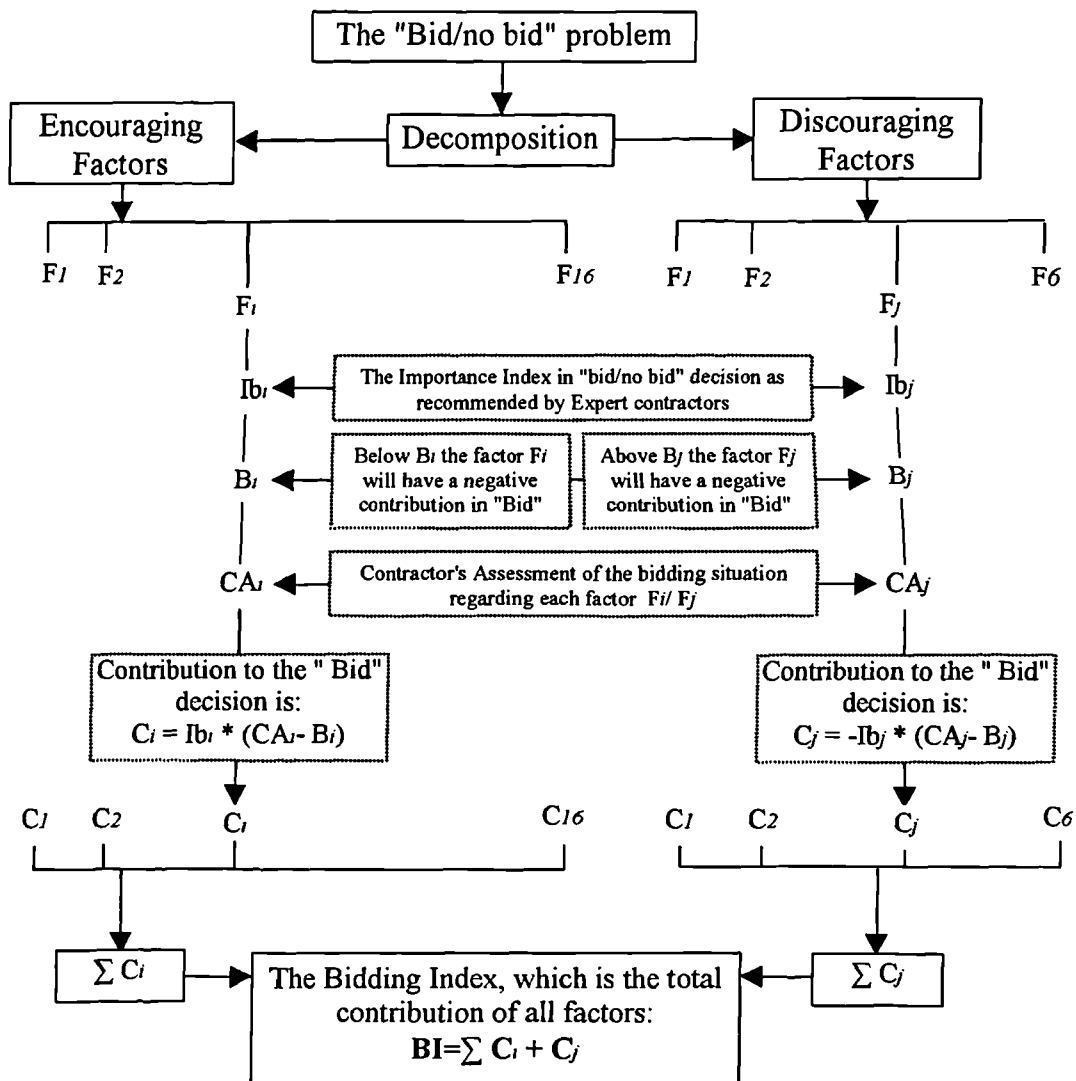 The "Bid/no bid" problem
Encouraging
Factors
Decomposition
Discouraging
Factors
F1 F2 F16
F1 F2 F6
Fi
Fj
Ibi
The Importance Index in "bid/no bid" decision as
recommended by Expert contractors
Ibj
Bi
Below Bi the factor Fi
will have a negative
contribution in "Bid"
Above Bj the factor Fj
will have a negative
contribution in "Bid"
Bj
CAi
Contractor's Assessment of the bidding situation
regarding each factor Fi/ Fj
CAj
Contribution to the " Bid"
decision is:
Ci = Ibi * (CAi- Bi)
Contribution to the " Bid"
decision is:
Cj = -Ibj * (CAj- Bj)
C1 C2 Ci C16
C1 C2 Cj C6
∑ Ci
The Bidding Index, which is the total
contribution of all factors:
BI=∑ Ci + Cj
∑ Cj